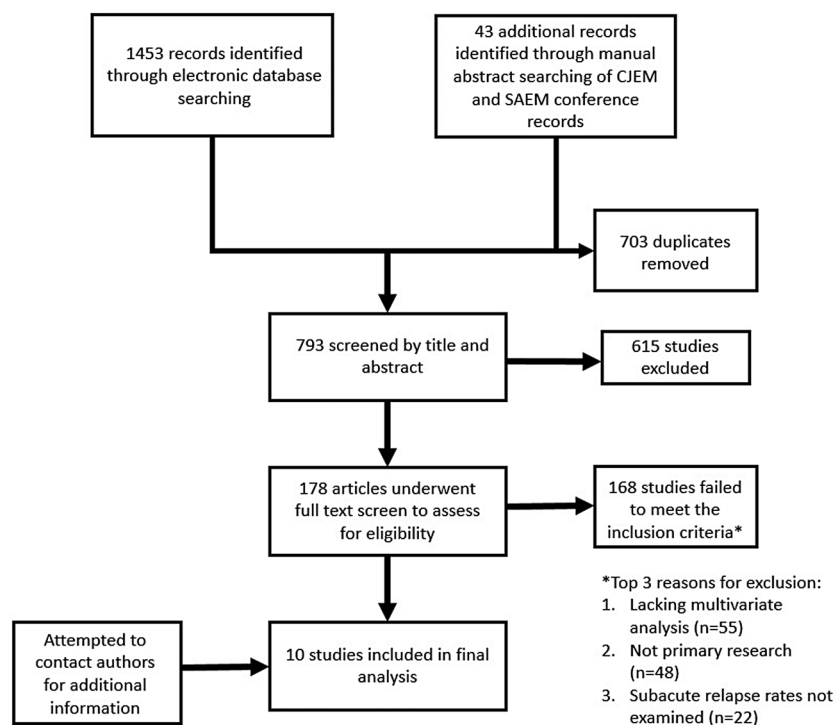 1453 records identified
through electronic database
searching
43 additional records
identified through manual
abstract searching of CJEM
and SAEM conference
records
703 duplicates
removed
793 screened by title and
abstract
615 studies
excluded
178 articles underwent
full text screen to assess
for eligibility
168 studies failed
to meet the
inclusion criteria*
*Top 3 reasons for exclusion:
1. Lacking multivariate
analysis (n=55)
2. Not primary research
(n=48)
3. Subacute relapse rates not
examined (n=22)
Attempted to
contact authors
for additional
information
10 studies included in final
analysis